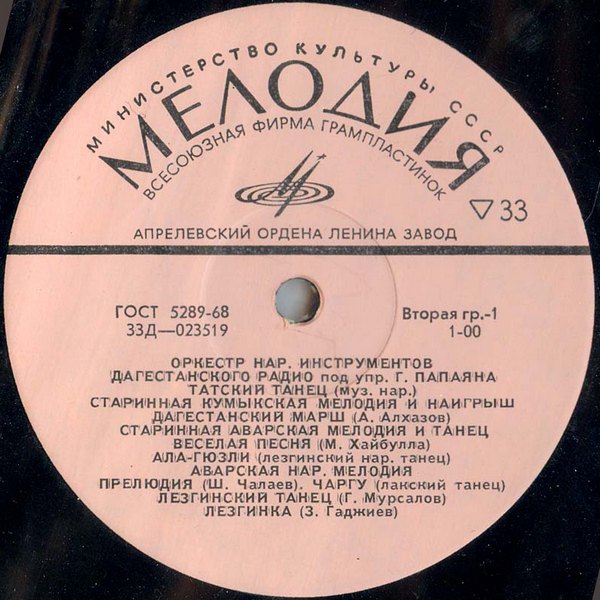 МИНИСТЕРСТВО КУЛЬТУРЫ СССР
МЕЛОДИЯ
ВСЕСОЮЗНАЯ ФИРМА ГРАМПЛАСТИНОК
▽ 33
АПРЕЛЕВСКИЙ ОРДЕНА ЛЕНИНА ЗАВОД
ГОСТ 5289-68
33Д—023519
Вторая гр.-1
1-00
ОРКЕСТР НАР. ИНСТРУМЕНТОВ
ДАГЕСТАНСКОГО РАДИО под упр. Г. ПАПАЯНА
ТАТСКИЙ ТАНЕЦ (муз. нар.)
СТАРИННАЯ КУМЫКСКАЯ МЕЛОДИЯ И НАИГРЫШ
ДАГЕСТАНСКИЙ МАРШ (А. Алхазов)
СТАРИННАЯ АВАРСКАЯ МЕЛОДИЯ И ТАНЕЦ
ВЕСЕЛАЯ ПЕСНЯ (М. Хайбулла)
АЛА-ГЮЗЛИ (лезгинский нар. танец)
АВАРСКАЯ НАР. МЕЛОДИЯ
ПРЕЛЮДИЯ (Ш. Чалаев). ЧАРГУ (лакский танец)
ЛЕЗГИНСКИЙ ТАНЕЦ (Г. Мурсалов)
ЛЕЗГИНКА (З. Гаджиев)